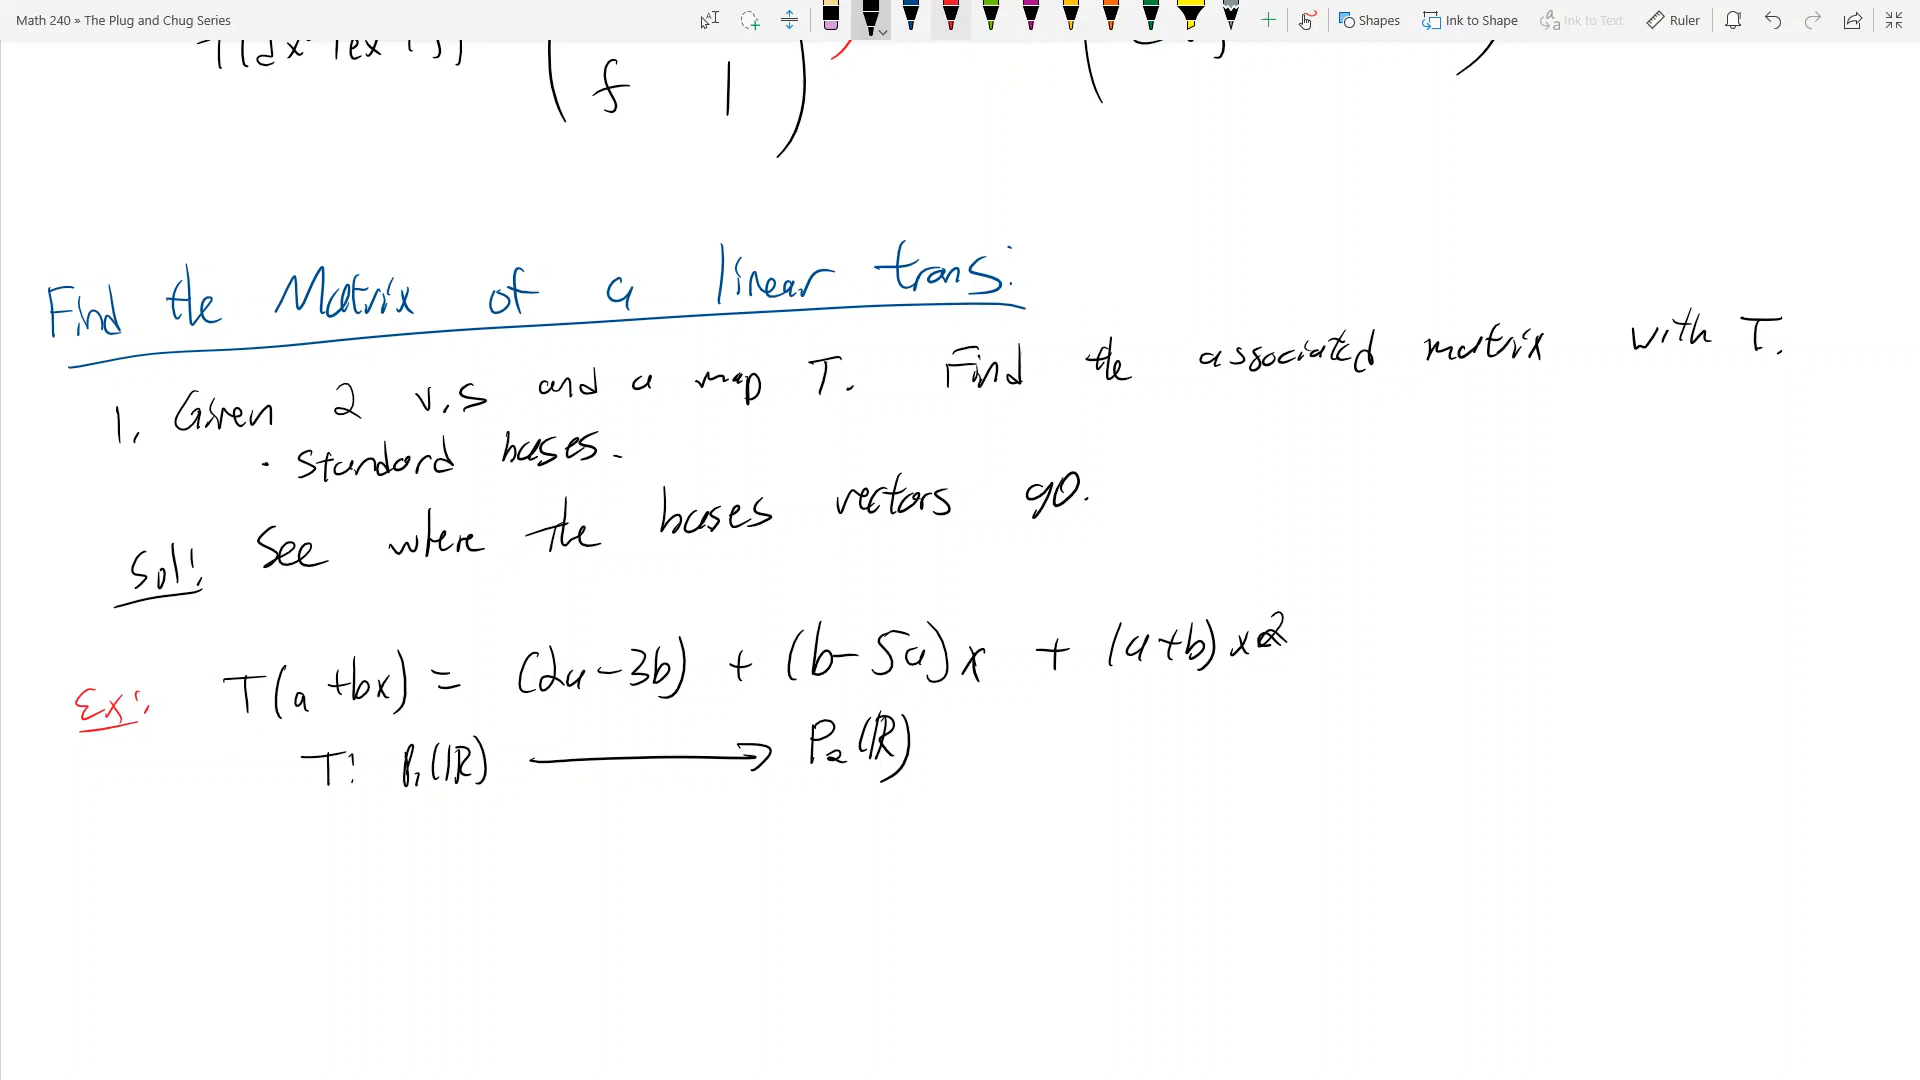 Math 240 » The Plug and Chug Series
Shapes Ink to Shape Ink to Text Ruler
f 1
Find the Matrix of a linear trans:
1. Given 2 v.s and a map T. Find the associated matrix with T.
· Standard bases.
Sol: See where the bases vectors go.
Ex: T(a+bx) = (2a-3b) + (b-5a)x + (a+b)x²
T: P₁(ℝ) ⟶ P₂(ℝ)